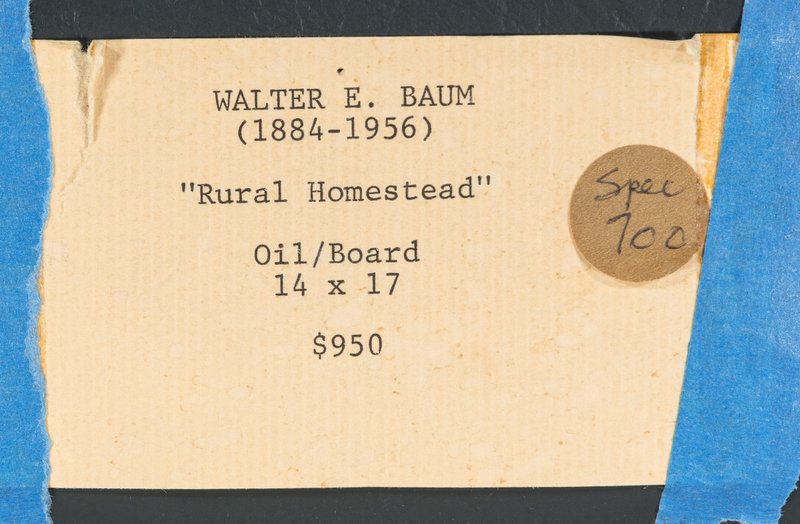 WALTER E. BAUM
(1884-1956)
"Rural Homestead"
Oil/Board
14 x 17
$950
Spec
700